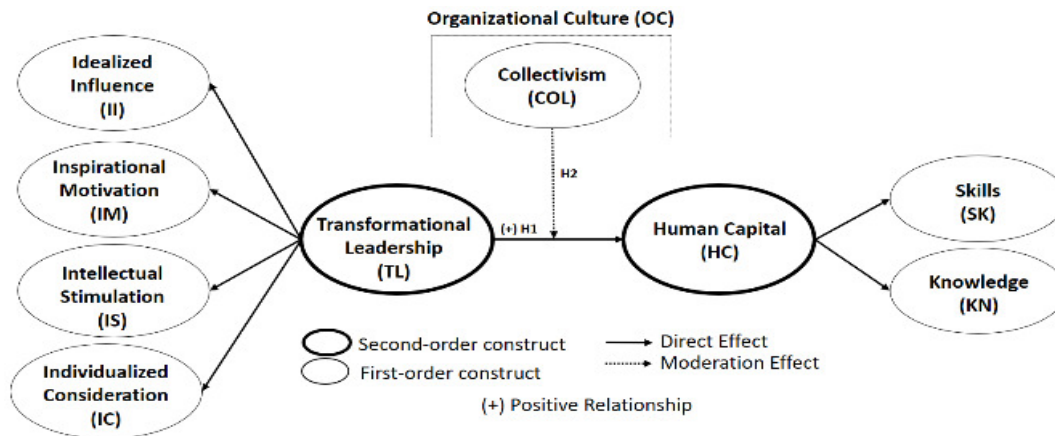 Organizational Culture (OC)
Idealized
Influence
(II)
Collectivism
(COL)
Inspirational
Motivation
(IM)
H2
Skills
(SK)
Transformational
Leadership
(TL)
(+) H1
Human Capital
(HC)
Intellectual
Stimulation
(IS)
Knowledge
(KN)
Individualized
Consideration
(IC)
Second-order construct
First-order construct
Direct Effect
Moderation Effect
(+) Positive Relationship